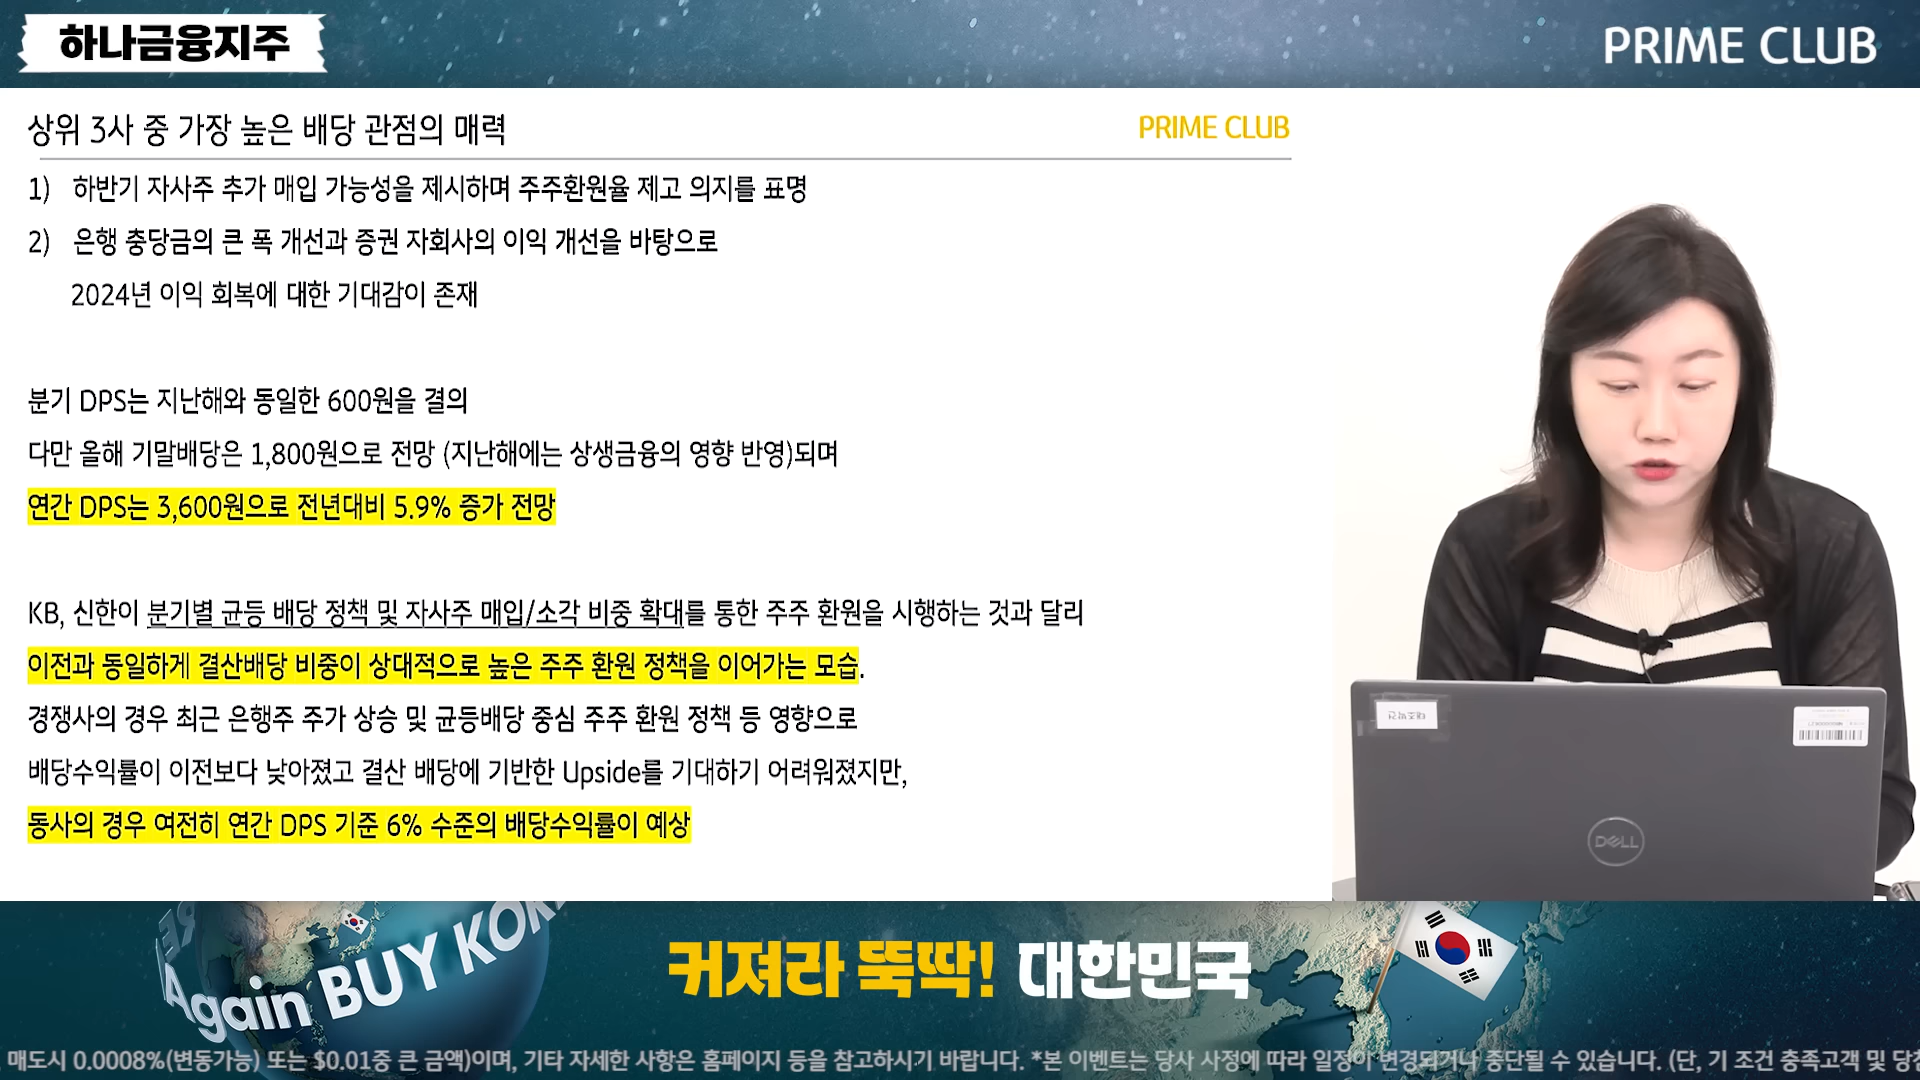 하나금융지주
PRIME CLUB
상위 3사 중 가장 높은 배당 관점의 매력
PRIME CLUB
1) 하반기 자사주 추가 매입 가능성을 제시하며 주주환원율 제고 의지를 표명
2) 은행 충당금의 큰 폭 개선과 증권 자회사의 이익 개선을 바탕으로
2024년 이익 회복에 대한 기대감이 존재
분기 DPS는 지난해와 동일한 600원을 결의
다만 올해 기말배당은 1,800원으로 전망 (지난해에는 상생금융의 영향 반영)되며
연간 DPS는 3,600원으로 전년대비 5.9% 증가 전망
KB, 신한이 분기별 균등 배당 정책 및 자사주 매입/소각 비중 확대를 통한 주주 환원을 시행하는 것과 달리
이전과 동일하게 결산배당 비중이 상대적으로 높은 주주 환원 정책을 이어가는 모습.
경쟁사의 경우 최근 은행주 주가 상승 및 균등배당 중심 주주 환원 정책 등 영향으로
배당수익률이 이전보다 낮아졌고 결산 배당에 기반한 Upside를 기대하기 어려워졌지만,
동사의 경우 여전히 연간 DPS 기준 6% 수준의 배당수익률이 예상
DELL
Again BUY KOR
커져라 뚝딱! 대한민국
매도시 0.0008%(변동가능) 또는 $0.01중 큰 금액)이며, 기타 자세한 사항은 홈페이지 등을 참고하시기 바랍니다. *본 이벤트는 당사 사정에 따라 일정이 변경되거나 중단될 수 있습니다. (단, 기 조건 충족고객 및 당첨